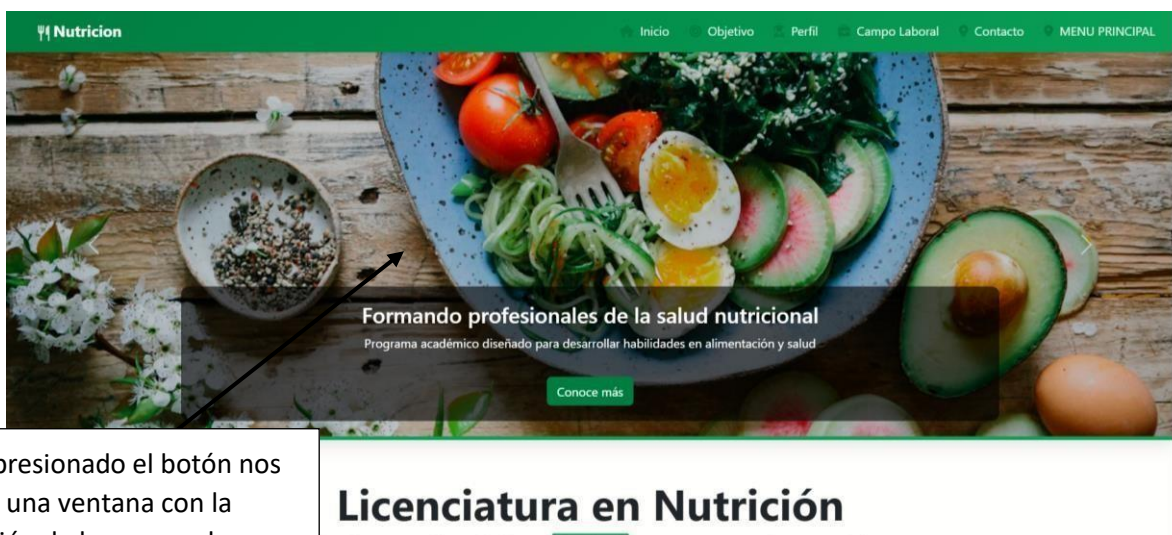 Nutricion
Inicio Objetivo Perfil Campo Laboral Contacto MENU PRINCIPAL
Formando profesionales de la salud nutricional
Programa académico diseñado para desarrollar habilidades en alimentación y salud
Conoce más
presionado el botón nos
una ventana con la
Licenciatura en Nutrición